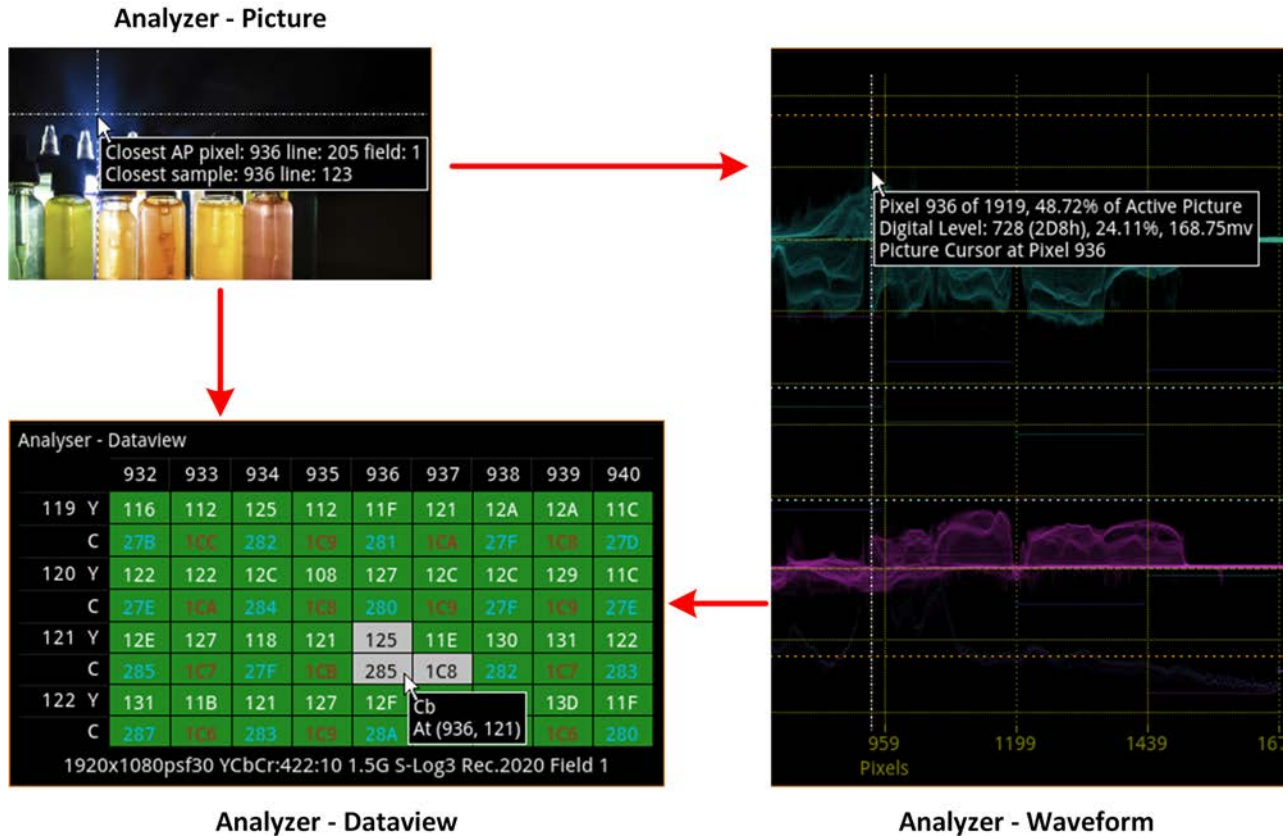 Analyzer - Picture
Closest AP pixel: 936 line: 205 field: 1
Closest sample: 936 line: 123
Pixel 936 of 1919, 48.72% of Active Picture
Digital Level: 728 (2D8h), 24.11%, 168.75mv
Picture Cursor at Pixel 936
Analyser - Dataview
932 933 934 935 936 937 938 939 940
119 Y 116 112 125 112 11F 121 12A 12A 11C
C 27B 1CC 282 1C9 281 1CA 27F 1C8 27D
120 Y 122 122 12C 108 127 12C 12C 129 11C
C 27E 1CA 284 1C8 280 1C9 27F 1C9 27E
121 Y 12E 127 118 121 125 11E 130 131 122
C 285 1C7 27F 1CB 285 1C8 282 1C7 283
122 Y 131 11B 121 127 12F 13D 11F
C 287 1C6 283 1C9 28A 1C6 280
Cb
At (936, 121)
1920x1080psf30 YCbCr:422:10 1.5G S-Log3 Rec.2020 Field 1
959 1199 1439
Pixels
Analyzer - Dataview
Analyzer - Waveform